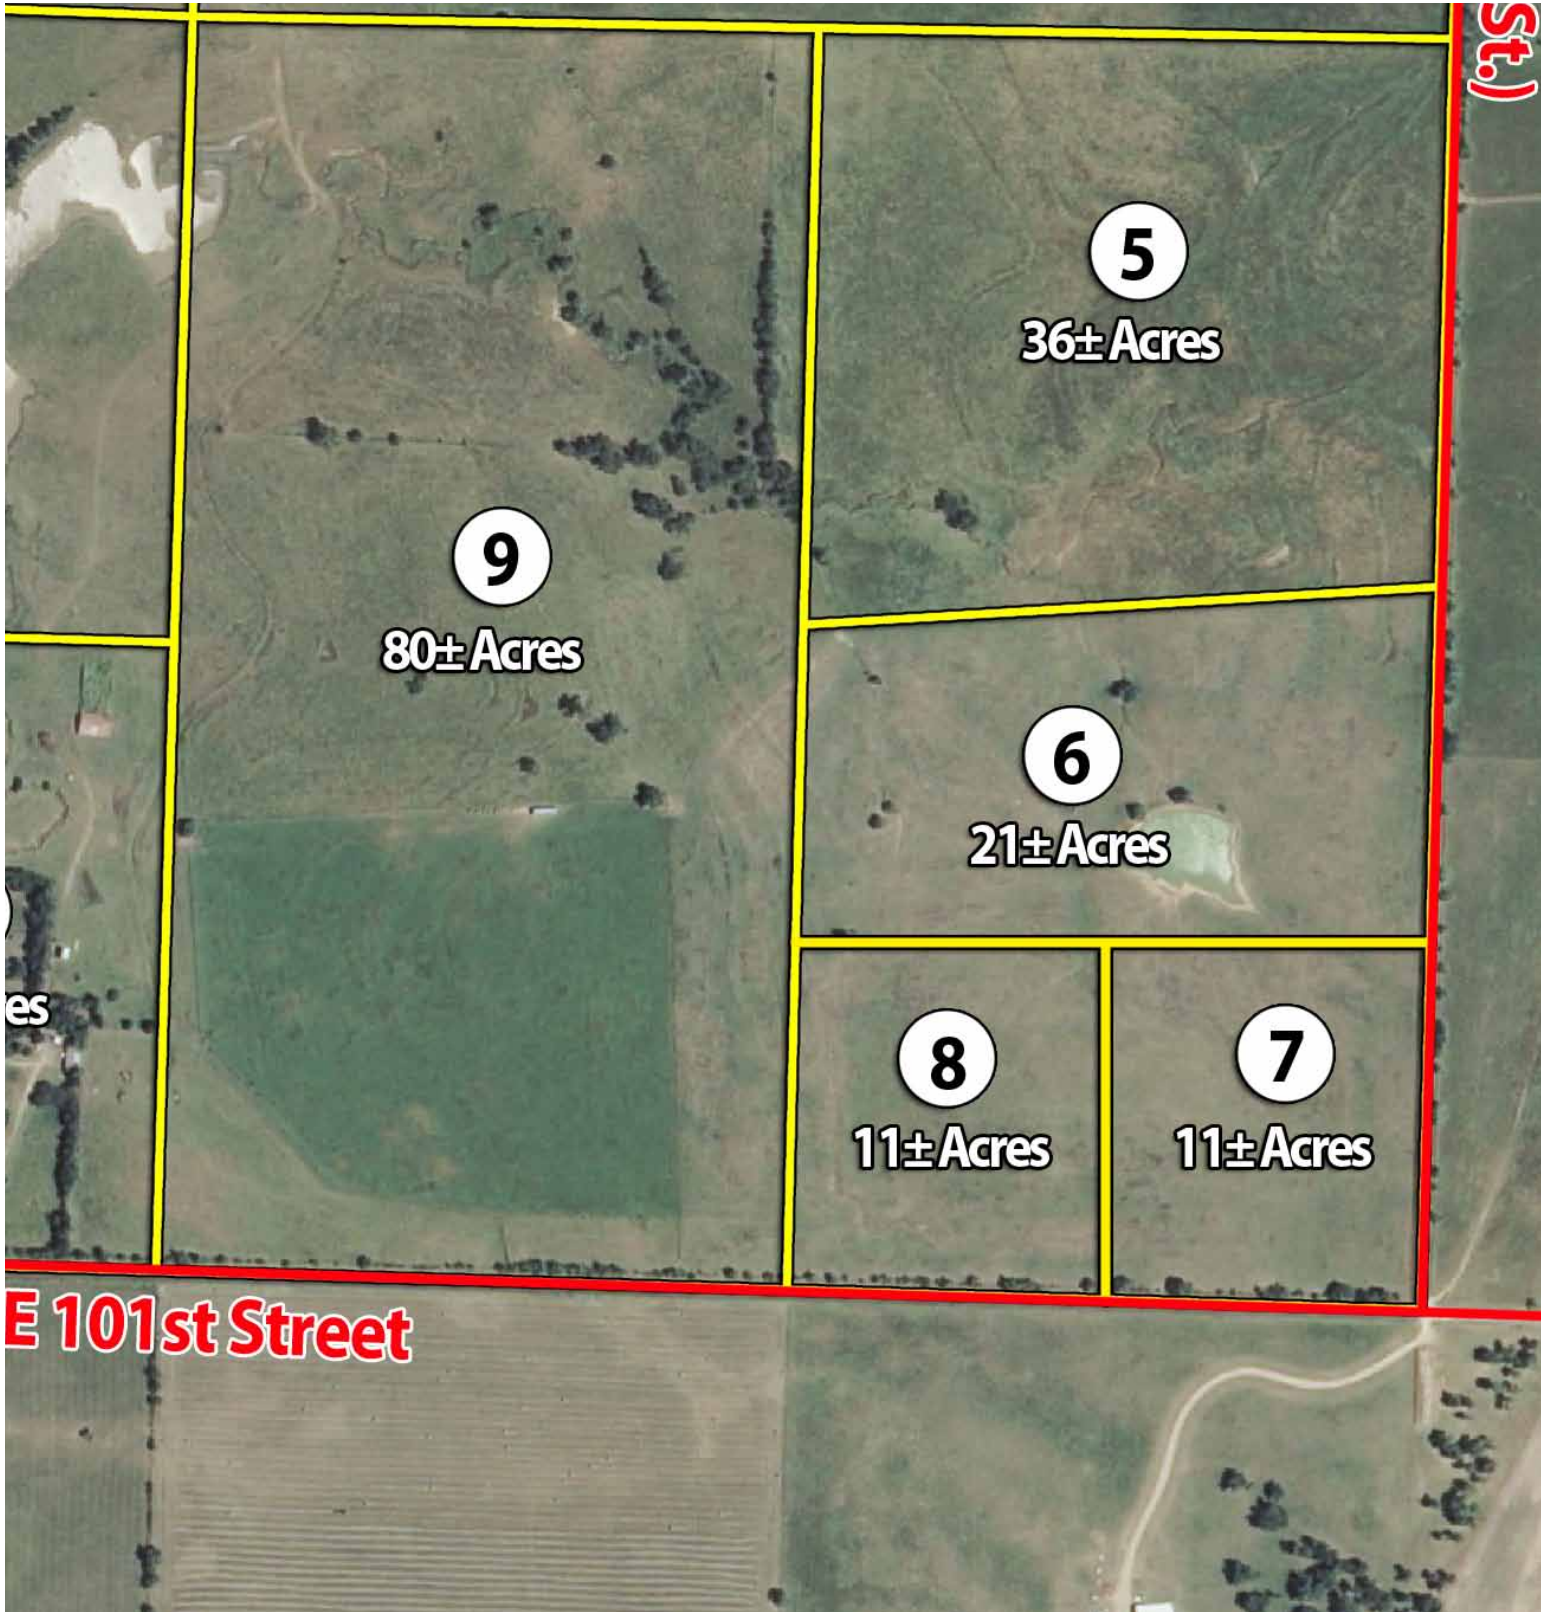 St.)
5
36± Acres
9
80± Acres
6
21± Acres
es
8
11± Acres
7
11± Acres
E 101st Street